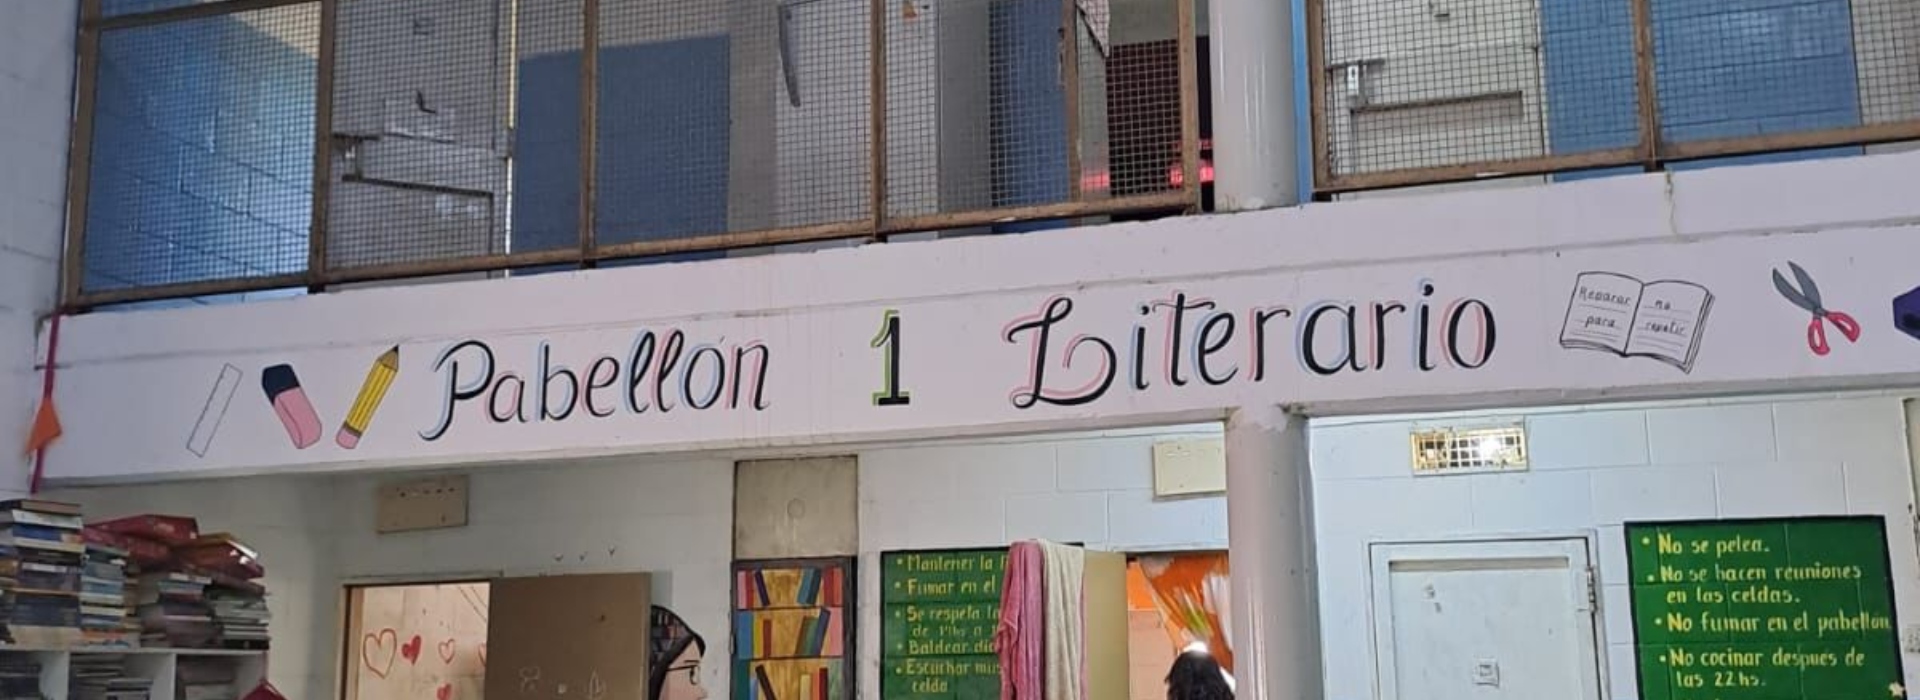 Pabellón 1 Literario
Reparar
para
no
repetir
• Mantener la
• Fumar en el
• Se respeta la
de
• Baldear
• Escuchar
celda
• No se pelea.
• No se hacen reuniones
en las celdas.
• No fumar en el pabellón
• No cocinar después de
las 22 hs.